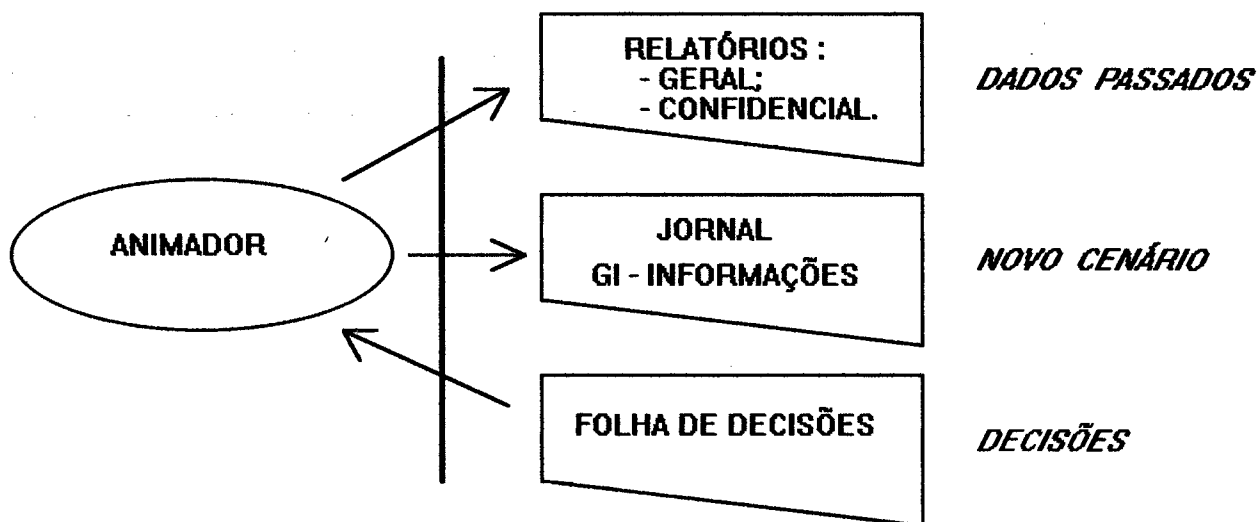 RELATÓRIOS :
- GERAL;
- CONFIDENCIAL.
DADOS PASSADOS
ANIMADOR
JORNAL
GI - INFORMAÇÕES
NOVO CENÁRIO
FOLHA DE DECISÕES
DECISÕES